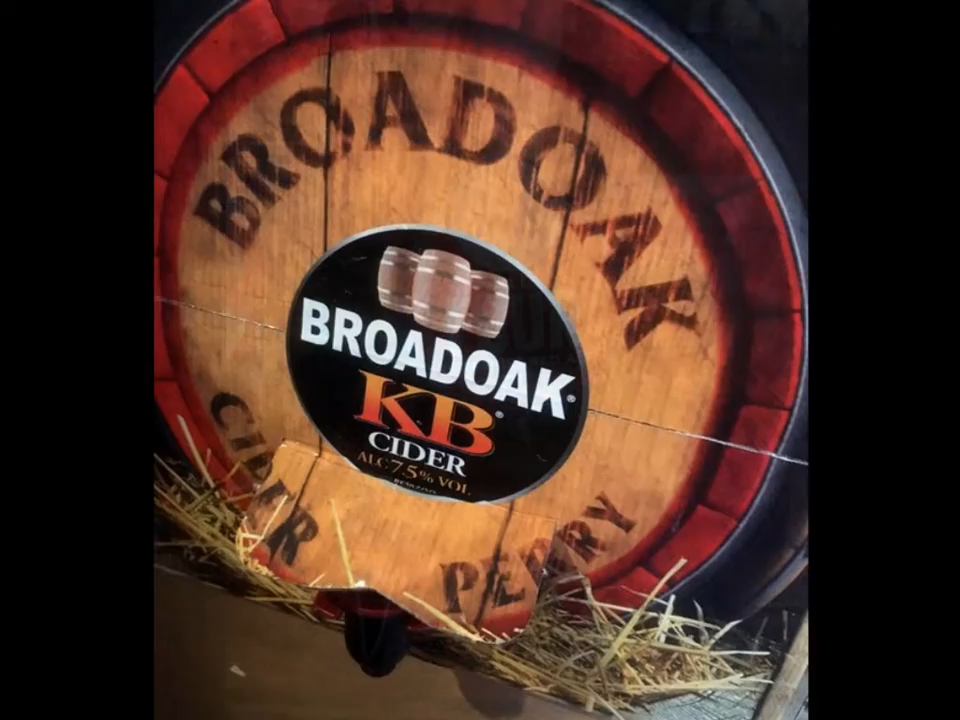 BROADOAK
BROADOAK®
KB®
CIDER
ALC 7.5% VOL
CIDER PERRY